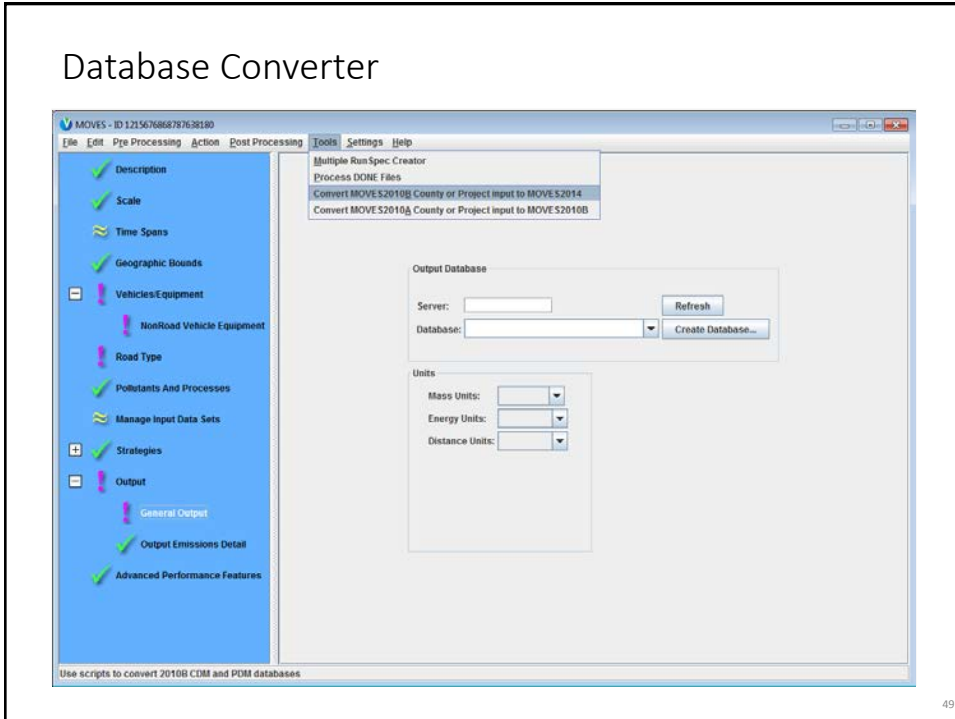 Database Converter
MOVES - ID 1215676868787638180
File Edit Pre Processing Action Post Processing Tools Settings Help
Multiple RunSpec Creator
Process DONE Files
Convert MOVES2010B County or Project input to MOVES2014
Convert MOVES2010A County or Project input to MOVES2010B
Description
Scale
Time Spans
Geographic Bounds
Vehicles/Equipment
NonRoad Vehicle Equipment
Road Type
Pollutants And Processes
Manage Input Data Sets
Strategies
Output
General Output
Output Emissions Detail
Advanced Performance Features
Output Database
Server:
Refresh
Database:
Create Database...
Units
Mass Units:
Energy Units:
Distance Units:
Use scripts to convert 2010B CDM and PDM databases
49